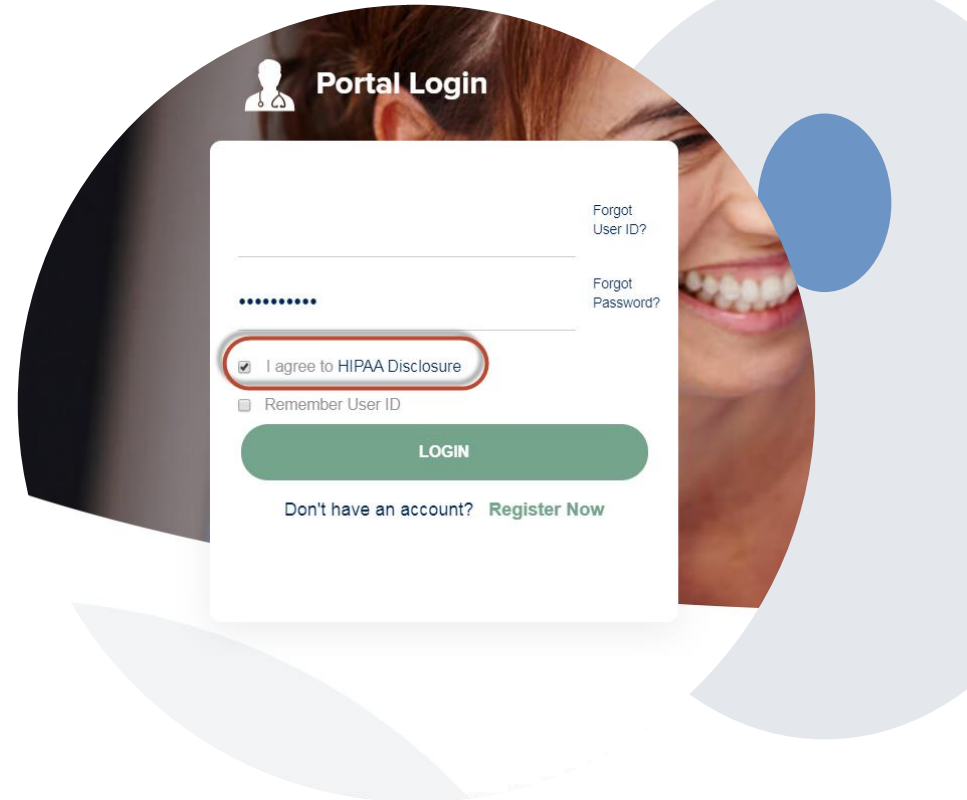 Portal Login
Forgot
User ID?
••••••••••
Forgot
Password?
I agree to HIPAA Disclosure
Remember User ID
LOGIN
Don't have an account? Register Now